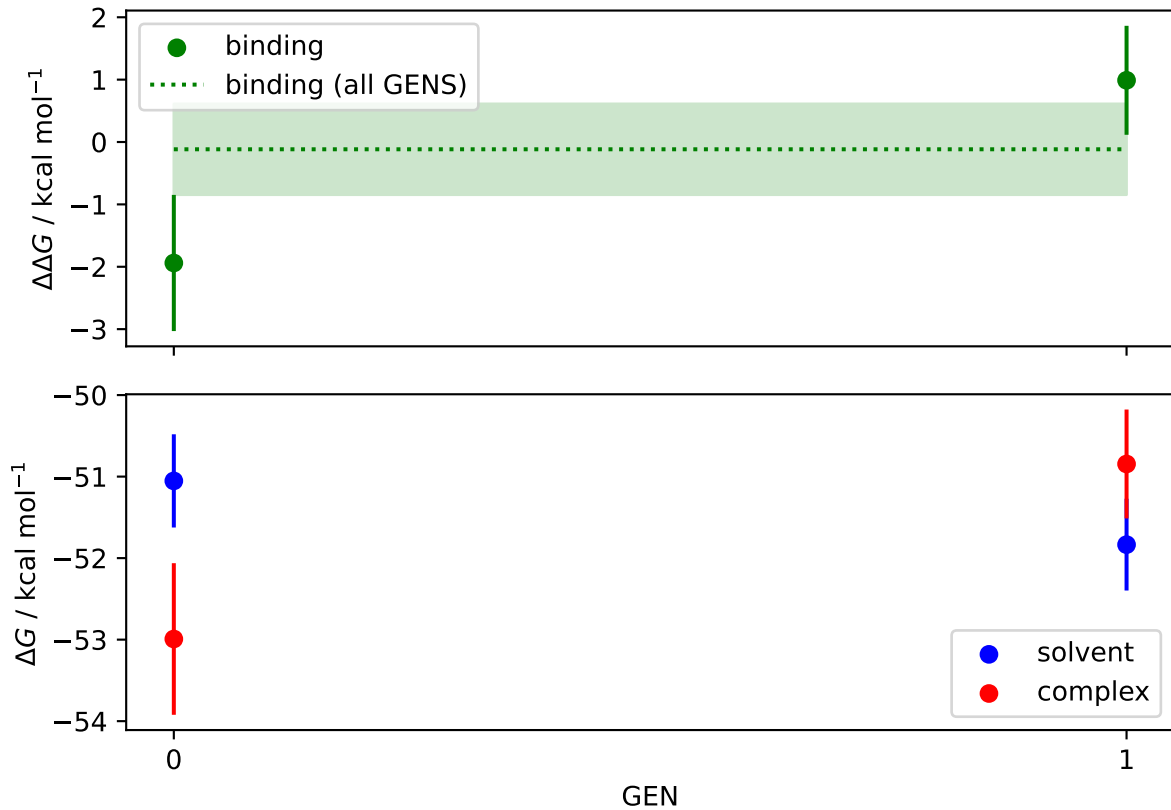 2
1
0
−1
−2
−3
ΔΔG / kcal mol⁻¹
binding
binding (all GENS)
−50
−51
−52
−53
−54
ΔG / kcal mol⁻¹
solvent
complex
0
1
GEN